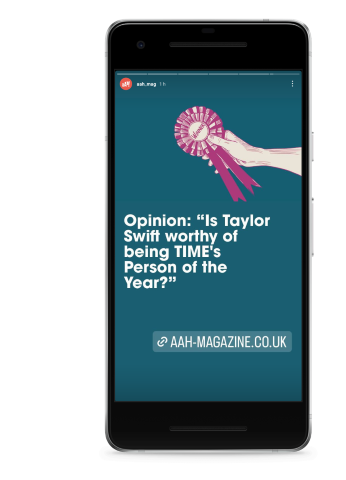 aah_mag 1 h
Opinion: “Is Taylor
Swift worthy of
being TIME's
Person of the
Year?”
AAH-MAGAZINE.CO.UK